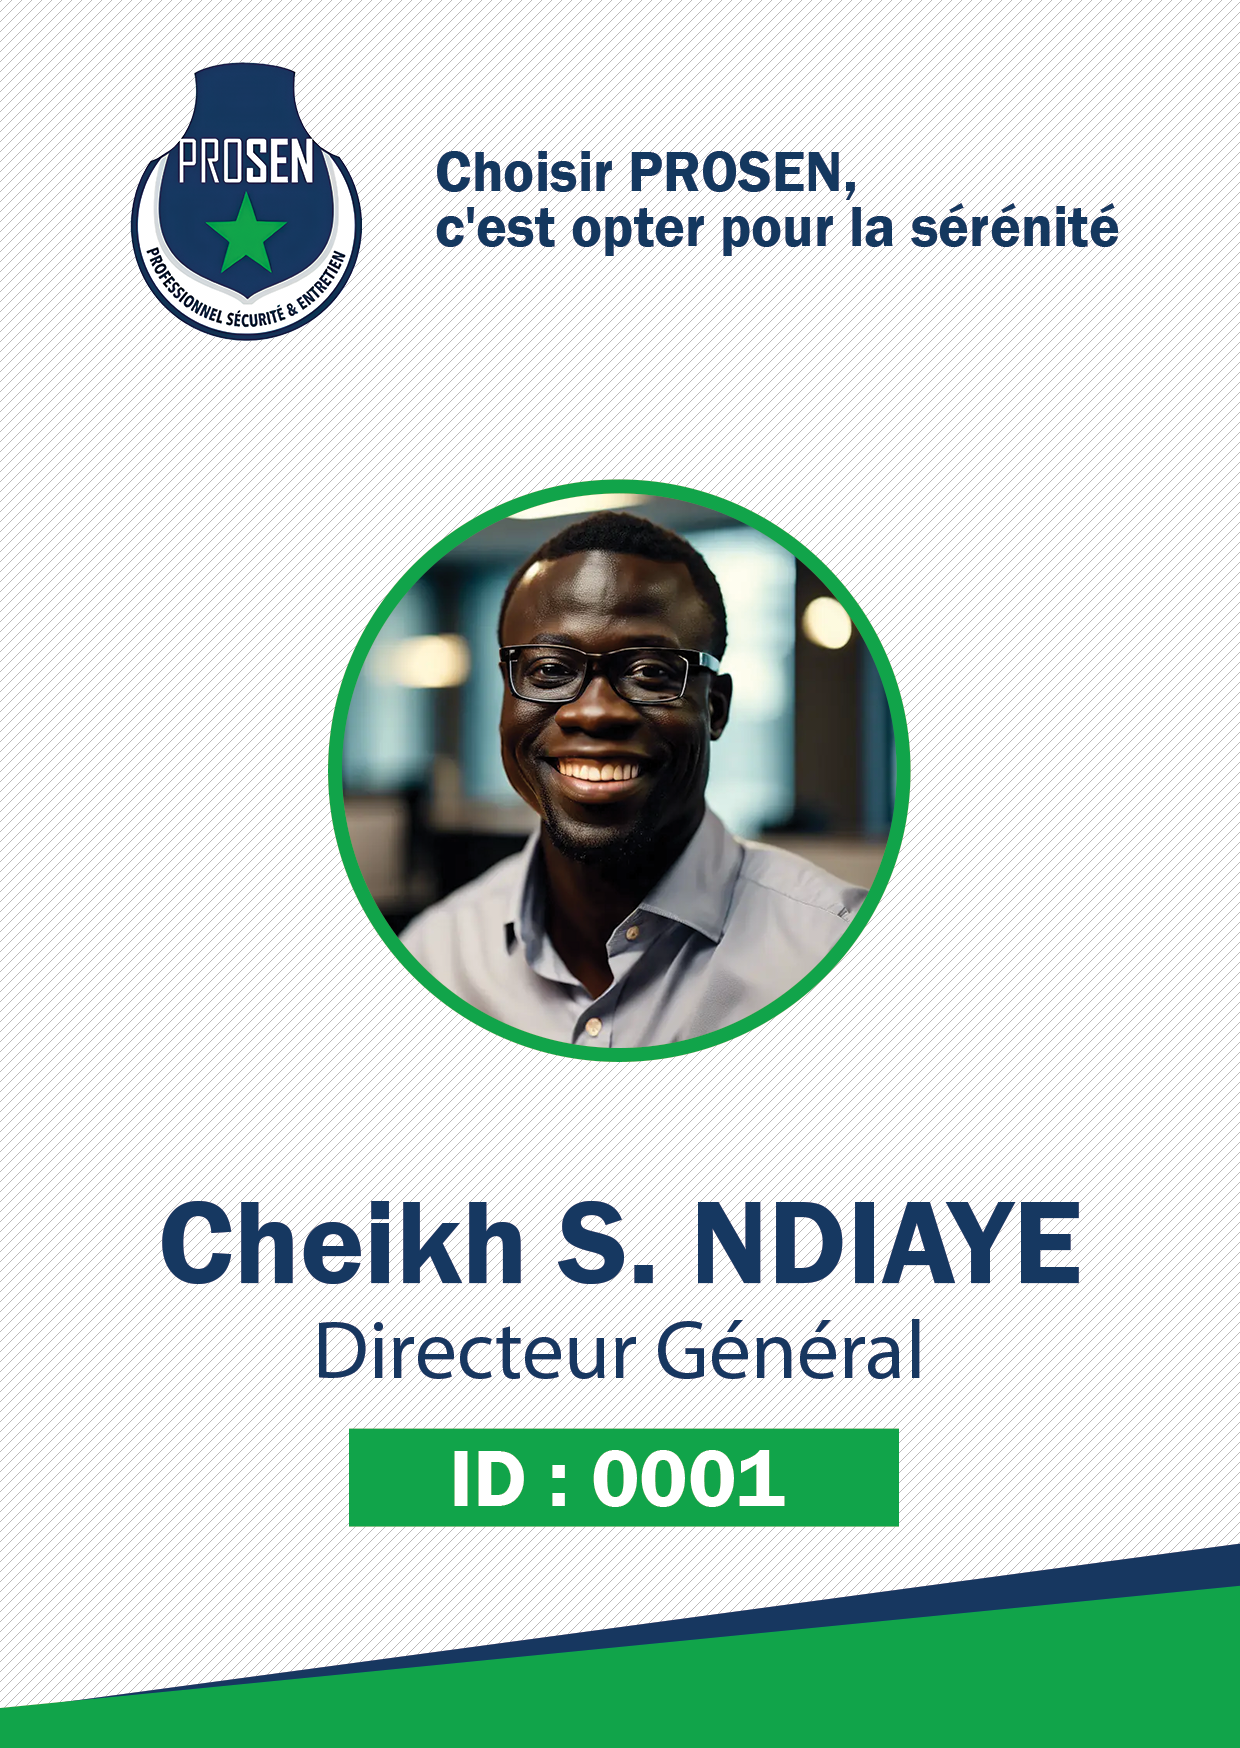 PROSEN
PROFESSIONNEL SÉCURITÉ & ENTRETIEN
Choisir PROSEN,
c'est opter pour la sérénité
Cheikh S. NDIAYE
Directeur Général
ID : 0001